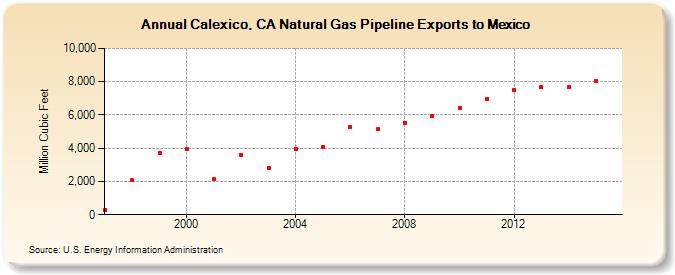 Annual Calexico, CA Natural Gas Pipeline Exports to Mexico
Million Cubic Feet
10,000
8,000
6,000
4,000
2,000
0
2000 2004 2008 2012
Source: U.S. Energy Information Administration